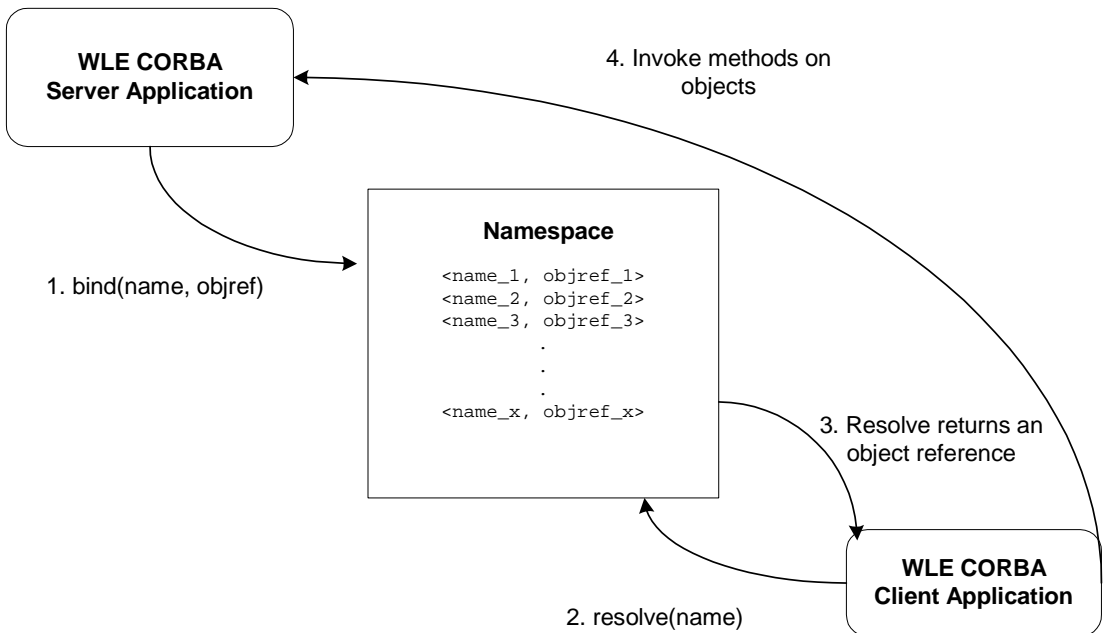 WLE CORBA
Server Application
4. Invoke methods on
objects
1. bind(name, objref)
Namespace
<name_1, objref_1>
<name_2, objref_2>
<name_3, objref_3>
.
.
.
<name_x, objref_x>
3. Resolve returns an
object reference
2. resolve(name)
WLE CORBA
Client Application